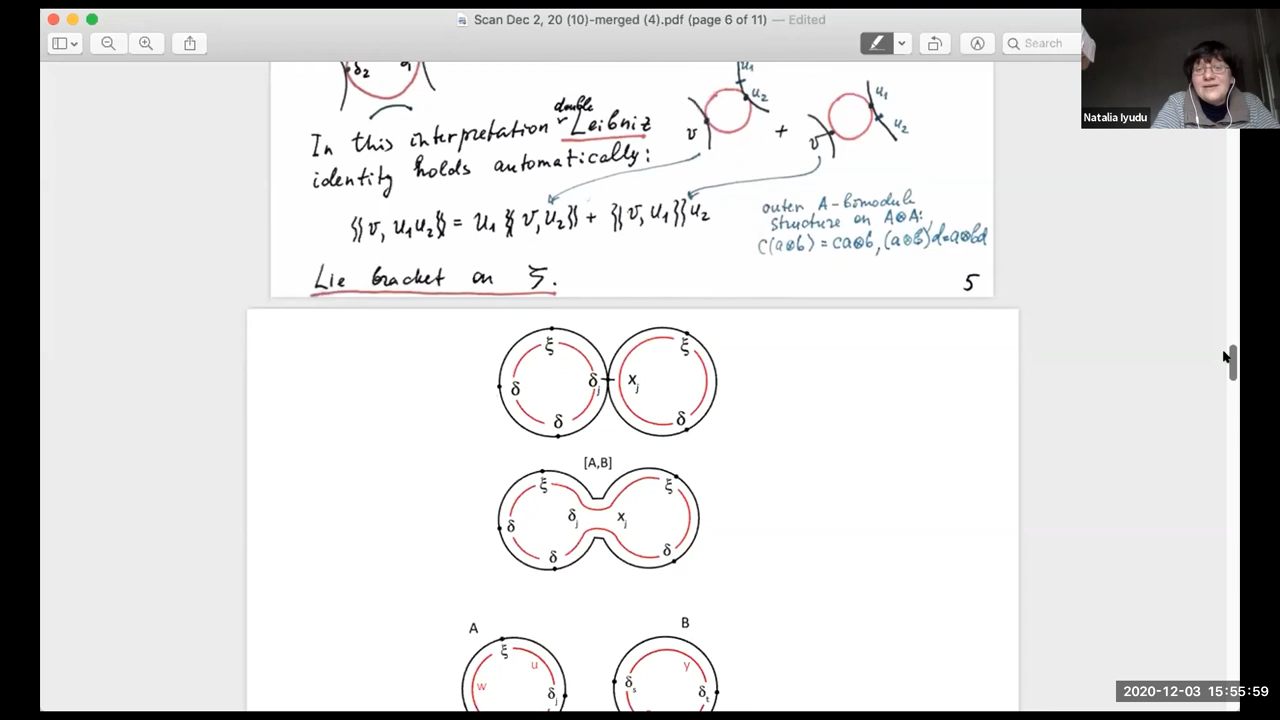 Scan Dec 2, 20 (10)-merged (4).pdf (page 6 of 11) — Edited
Search
Natalia Iyudu
δ₂
u₁
u₂
v
+
u₁
u₂
v
double
In this interpretation Leibniz
identity holds automatically:
{{v, u₁u₂}} = u₁ {{v, u₂}} + {{v, u₁}} u₂
outer A-bimodule
structure on A⊗A:
c(a⊗b) = ca⊗b, (a⊗b)d = a⊗bd
Lie bracket on ξ.
5
ξ
ξ
δ
δⱼ
xⱼ
δ
δ
[A,B]
ξ
ξ
δ
δⱼ
xⱼ
δ
δ
A
B
ξ
u
y
w
δⱼ
δₛ
δₜ
2020-12-03 15:55:59